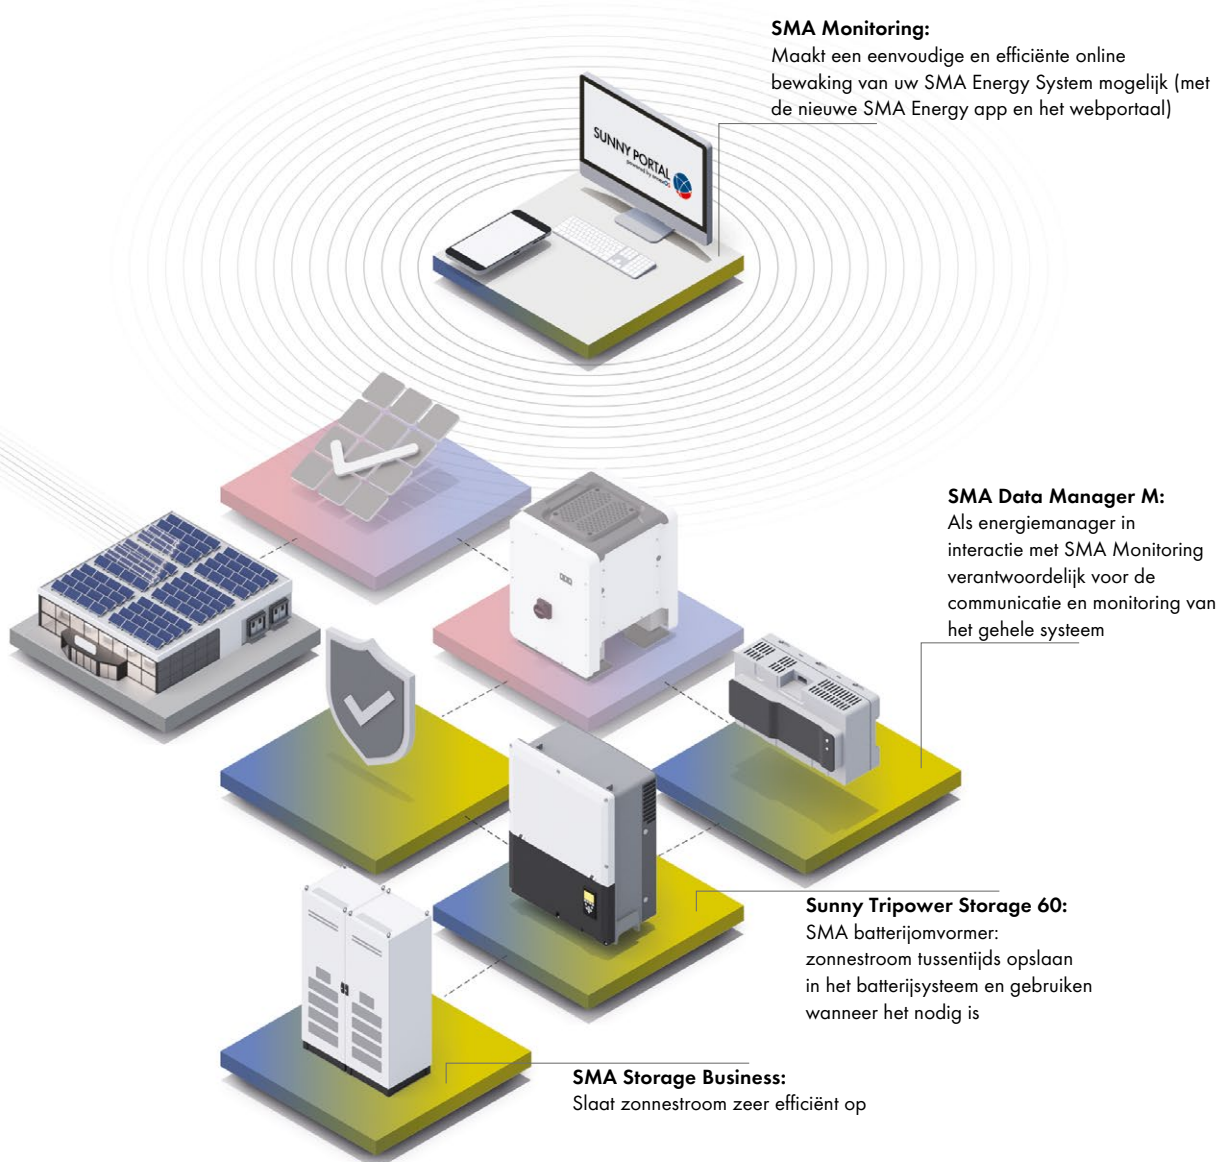 SMA Monitoring:
Maakt een eenvoudige en efficiënte online
bewaking van uw SMA Energy System mogelijk (met
de nieuwe SMA Energy app en het webportaal)
SUNNY PORTAL
powered by ennexOS
SMA Data Manager M:
Als energiemanager in
interactie met SMA Monitoring
verantwoordelijk voor de
communicatie en monitoring van
het gehele systeem
Sunny Tripower Storage 60:
SMA batterijomvormer:
zonnestroom tussentijds opslaan
in het batterijsysteem en gebruiken
wanneer het nodig is
SMA Storage Business:
Slaat zonnestroom zeer efficiënt op